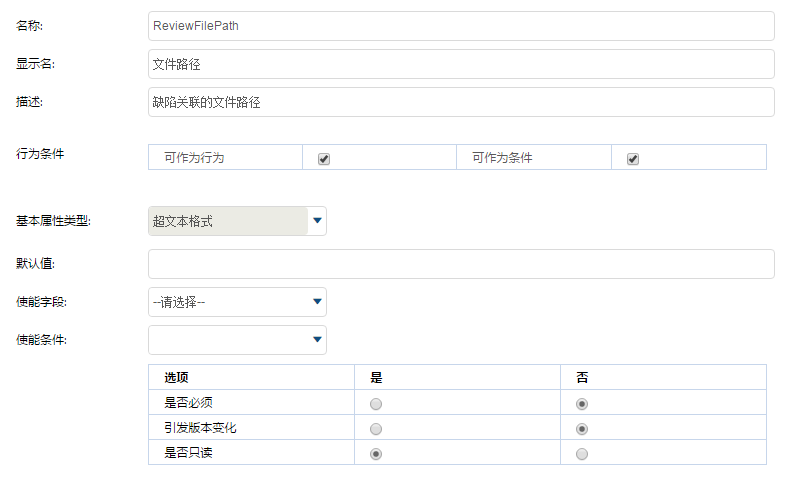 名称: ReviewFilePath
显示名: 文件路径
描述: 缺陷关联的文件路径
行为条件 可作为行为 可作为条件
基本属性类型: 超文本格式
默认值:
使能字段: --请选择--
使能条件:
选项 是 否
是否必须
引发版本变化
是否只读